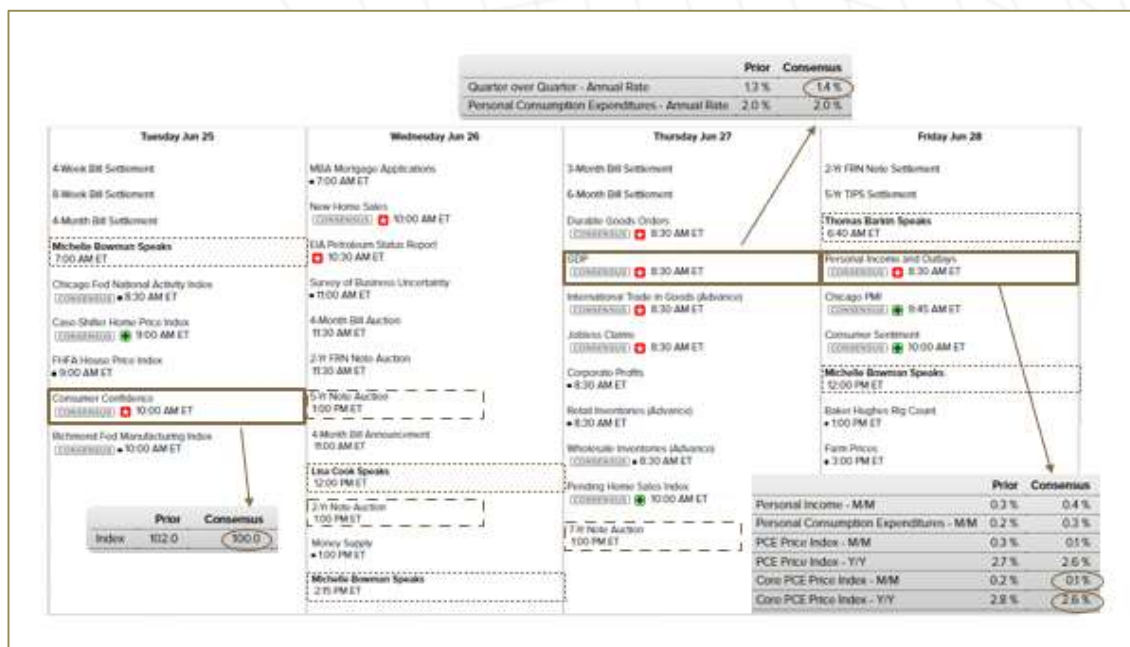 Prior Consensus
Quarter over Quarter - Annual Rate 1.3 % 1.4 %
Personal Consumption Expenditures - Annual Rate 2.0 % 2.0 %
Tuesday Jun 25
4-Week Bill Settlement
8-Week Bill Settlement
4-Month Bill Settlement
Michelle Bowman Speaks
7:00 AM ET
Chicago Fed National Activity Index
CONSENSUS 8:30 AM ET
Case-Shiller Home Price Index
CONSENSUS 9:00 AM ET
FHFA House Price Index
9:00 AM ET
Consumer Confidence
CONSENSUS 10:00 AM ET
Richmond Fed Manufacturing Index
CONSENSUS 10:00 AM ET
Prior Consensus
Index 102.0 100.0
Wednesday Jun 26
MBA Mortgage Applications
7:00 AM ET
New Home Sales
CONSENSUS 10:00 AM ET
EIA Petroleum Status Report
10:30 AM ET
Survey of Business Uncertainty
11:00 AM ET
4-Month Bill Auction
11:30 AM ET
2-Yr FRN Note Auction
11:30 AM ET
5-Yr Note Auction
1:00 PM ET
4-Month Bill Announcement
11:00 AM ET
Lisa Cook Speaks
12:00 PM ET
2-Yr Note Auction
1:00 PM ET
Money Supply
1:00 PM ET
Michelle Bowman Speaks
2:15 PM ET
Thursday Jun 27
3-Month Bill Settlement
6-Month Bill Settlement
Durable Goods Orders
CONSENSUS 8:30 AM ET
GDP
CONSENSUS 8:30 AM ET
International Trade in Goods (Advance)
CONSENSUS 8:30 AM ET
Jobless Claims
CONSENSUS 8:30 AM ET
Corporate Profits
8:30 AM ET
Retail Inventories (Advance)
8:30 AM ET
Wholesale Inventories (Advance)
CONSENSUS 8:30 AM ET
Pending Home Sales Index
CONSENSUS 10:00 AM ET
7-Yr Note Auction
1:00 PM ET
Friday Jun 28
2-Yr FRN Note Settlement
5-Yr TIPS Settlement
Thomas Barkin Speaks
6:40 AM ET
Personal Income and Outlays
CONSENSUS 8:30 AM ET
Chicago PMI
CONSENSUS 9:45 AM ET
Consumer Sentiment
CONSENSUS 10:00 AM ET
Michelle Bowman Speaks
12:00 PM ET
Baker Hughes Rig Count
1:00 PM ET
Farm Prices
3:00 PM ET
Prior Consensus
Personal Income - M/M 0.3 % 0.4 %
Personal Consumption Expenditures - M/M 0.2 % 0.3 %
PCE Price Index - M/M 0.3 % 0.1 %
PCE Price Index - Y/Y 2.7 % 2.6 %
Core PCE Price Index - M/M 0.2 % 0.1 %
Core PCE Price Index - Y/Y 2.8 % 2.6 %